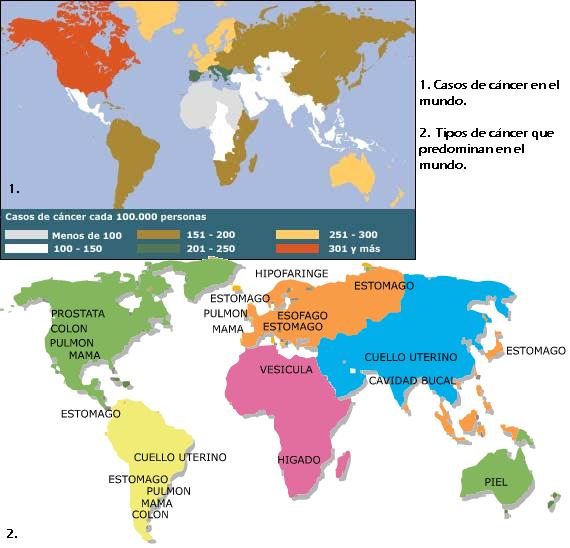 1. Casos de cáncer en el
mundo.
2. Tipos de cáncer que
predominan en el
mundo.
1.
Casos de cáncer cada 100.000 personas
Menos de 100
151 - 200
251 - 300
100 - 150
201 - 250
301 y más
HIPOFARINGE
ESTOMAGO
ESTOMAGO
PROSTATA
PULMON
ESOFAGO
COLON
MAMA
ESTOMAGO
PULMON
ESTOMAGO
MAMA
CUELLO UTERINO
VESICULA
CAVIDAD BUCAL
ESTOMAGO
CUELLO UTERINO
HIGADO
ESTOMAGO
PIEL
PULMON
MAMA
COLON
2.